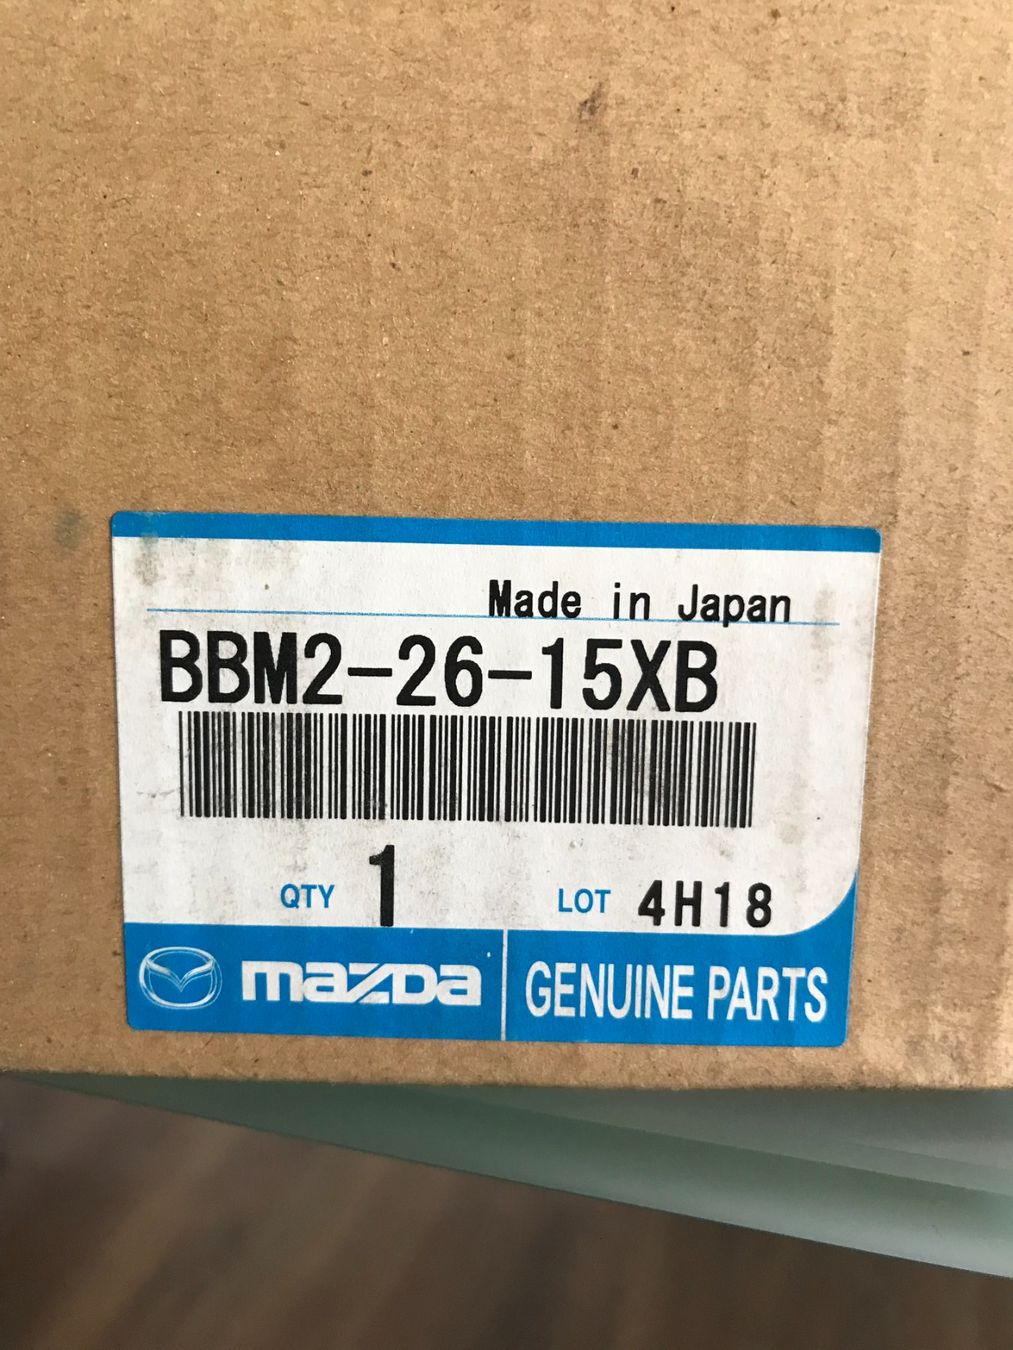 Made in Japan
BBM2-26-15XB
QTY 1 LOT 4H18
mazDa GENUINE PARTS